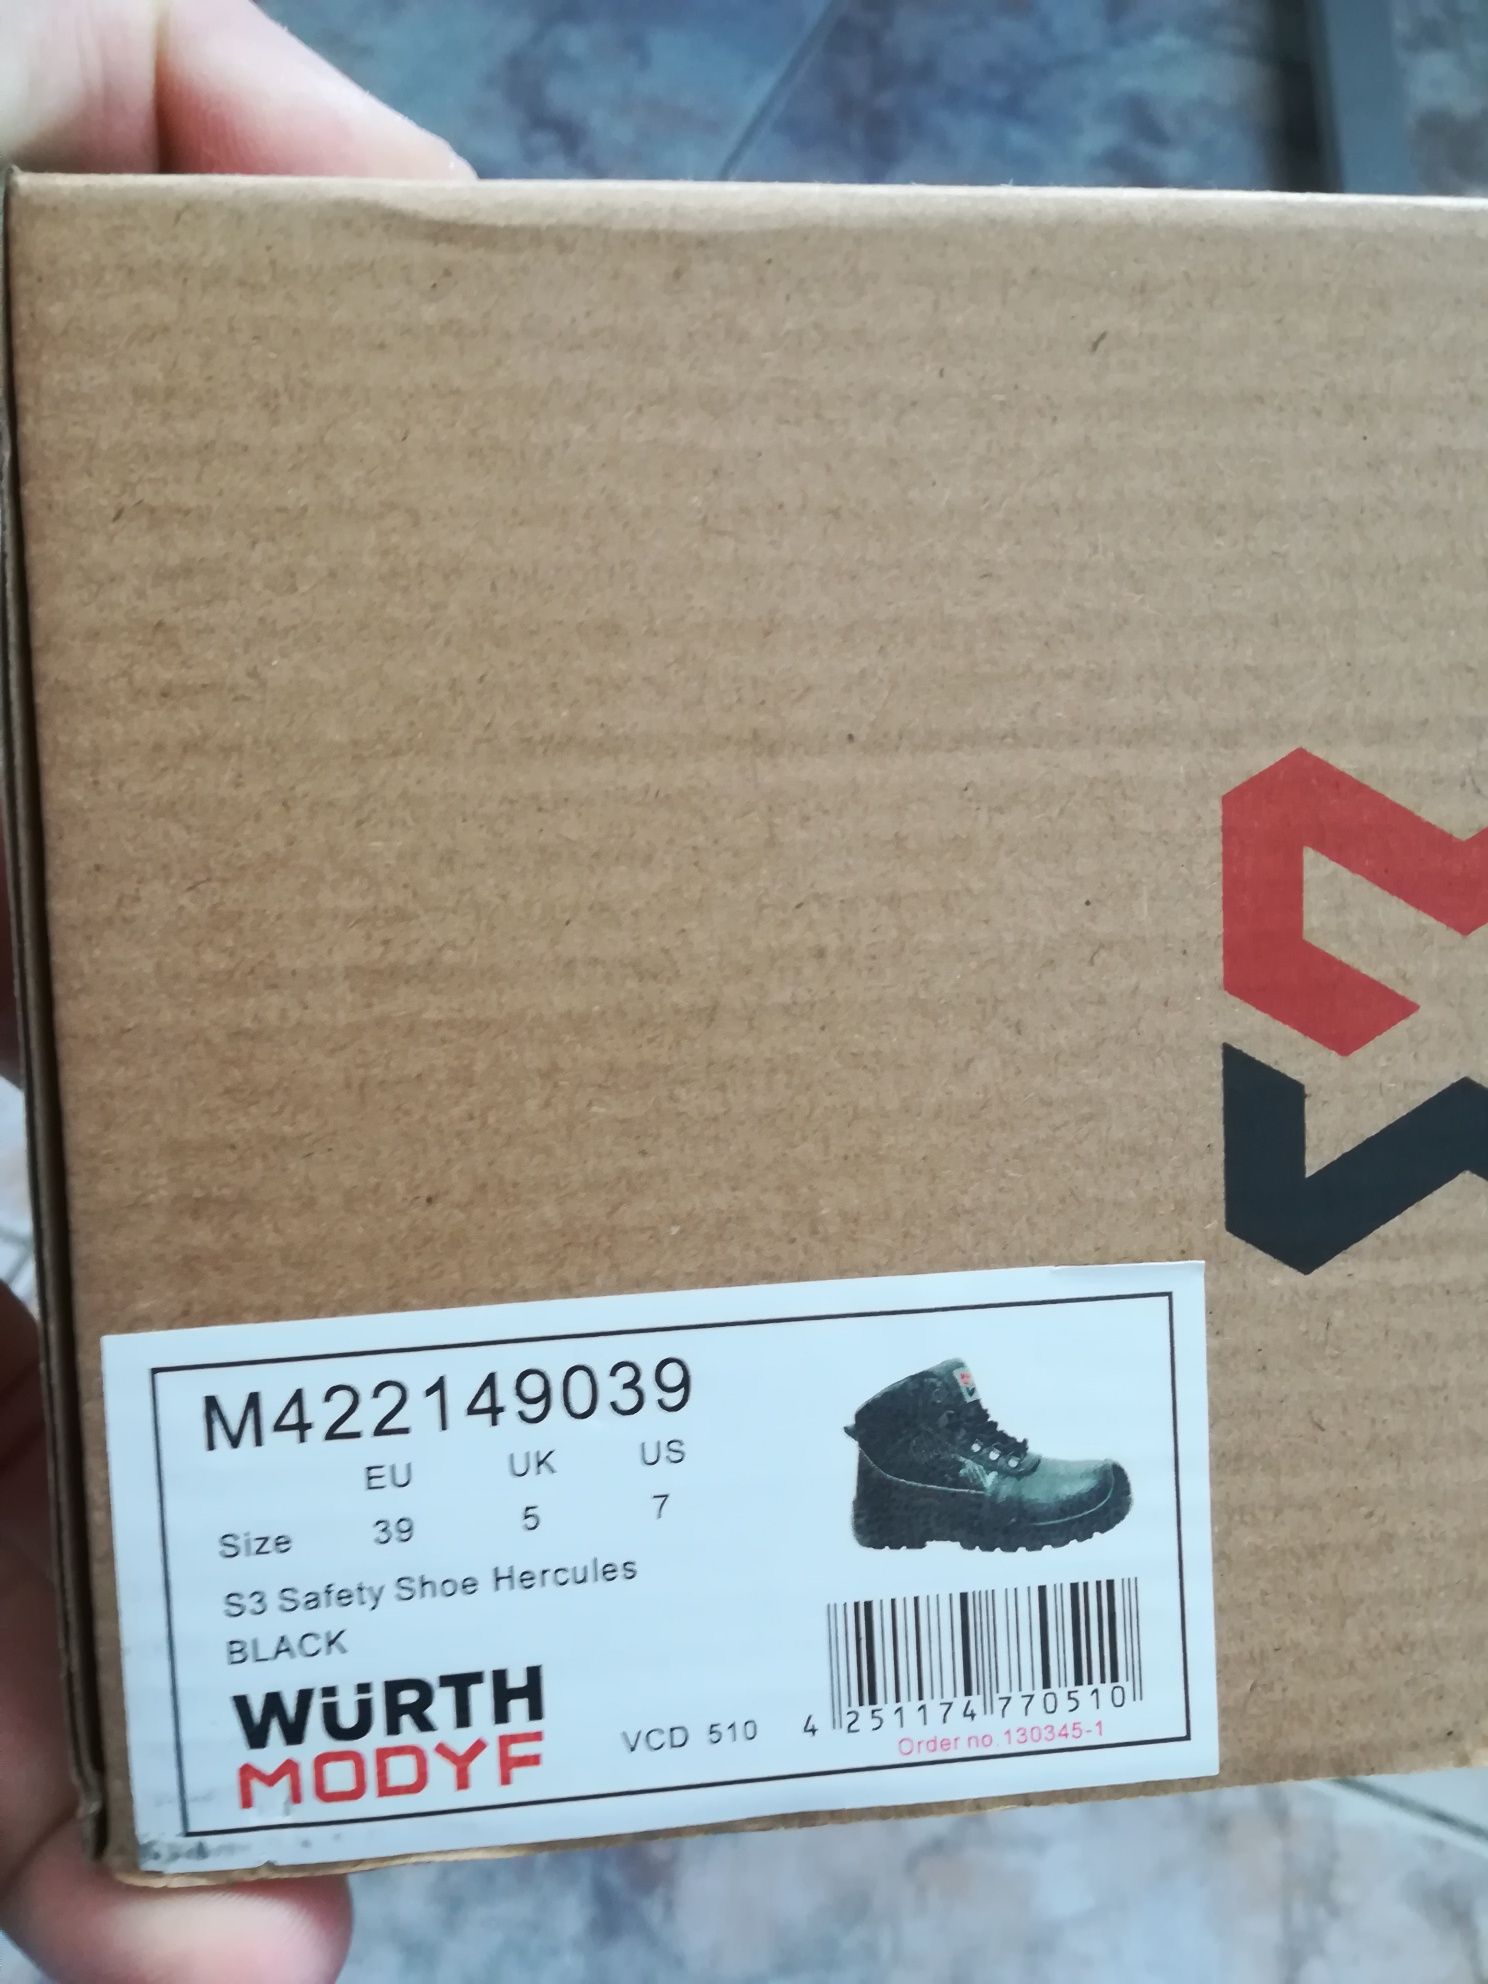 M422149039
EU UK US
Size 39 5 7
S3 Safety Shoe Hercules
BLACK
WÜRTH
MODYF
VCD 510
4 251174 770510
Order no.130345-1